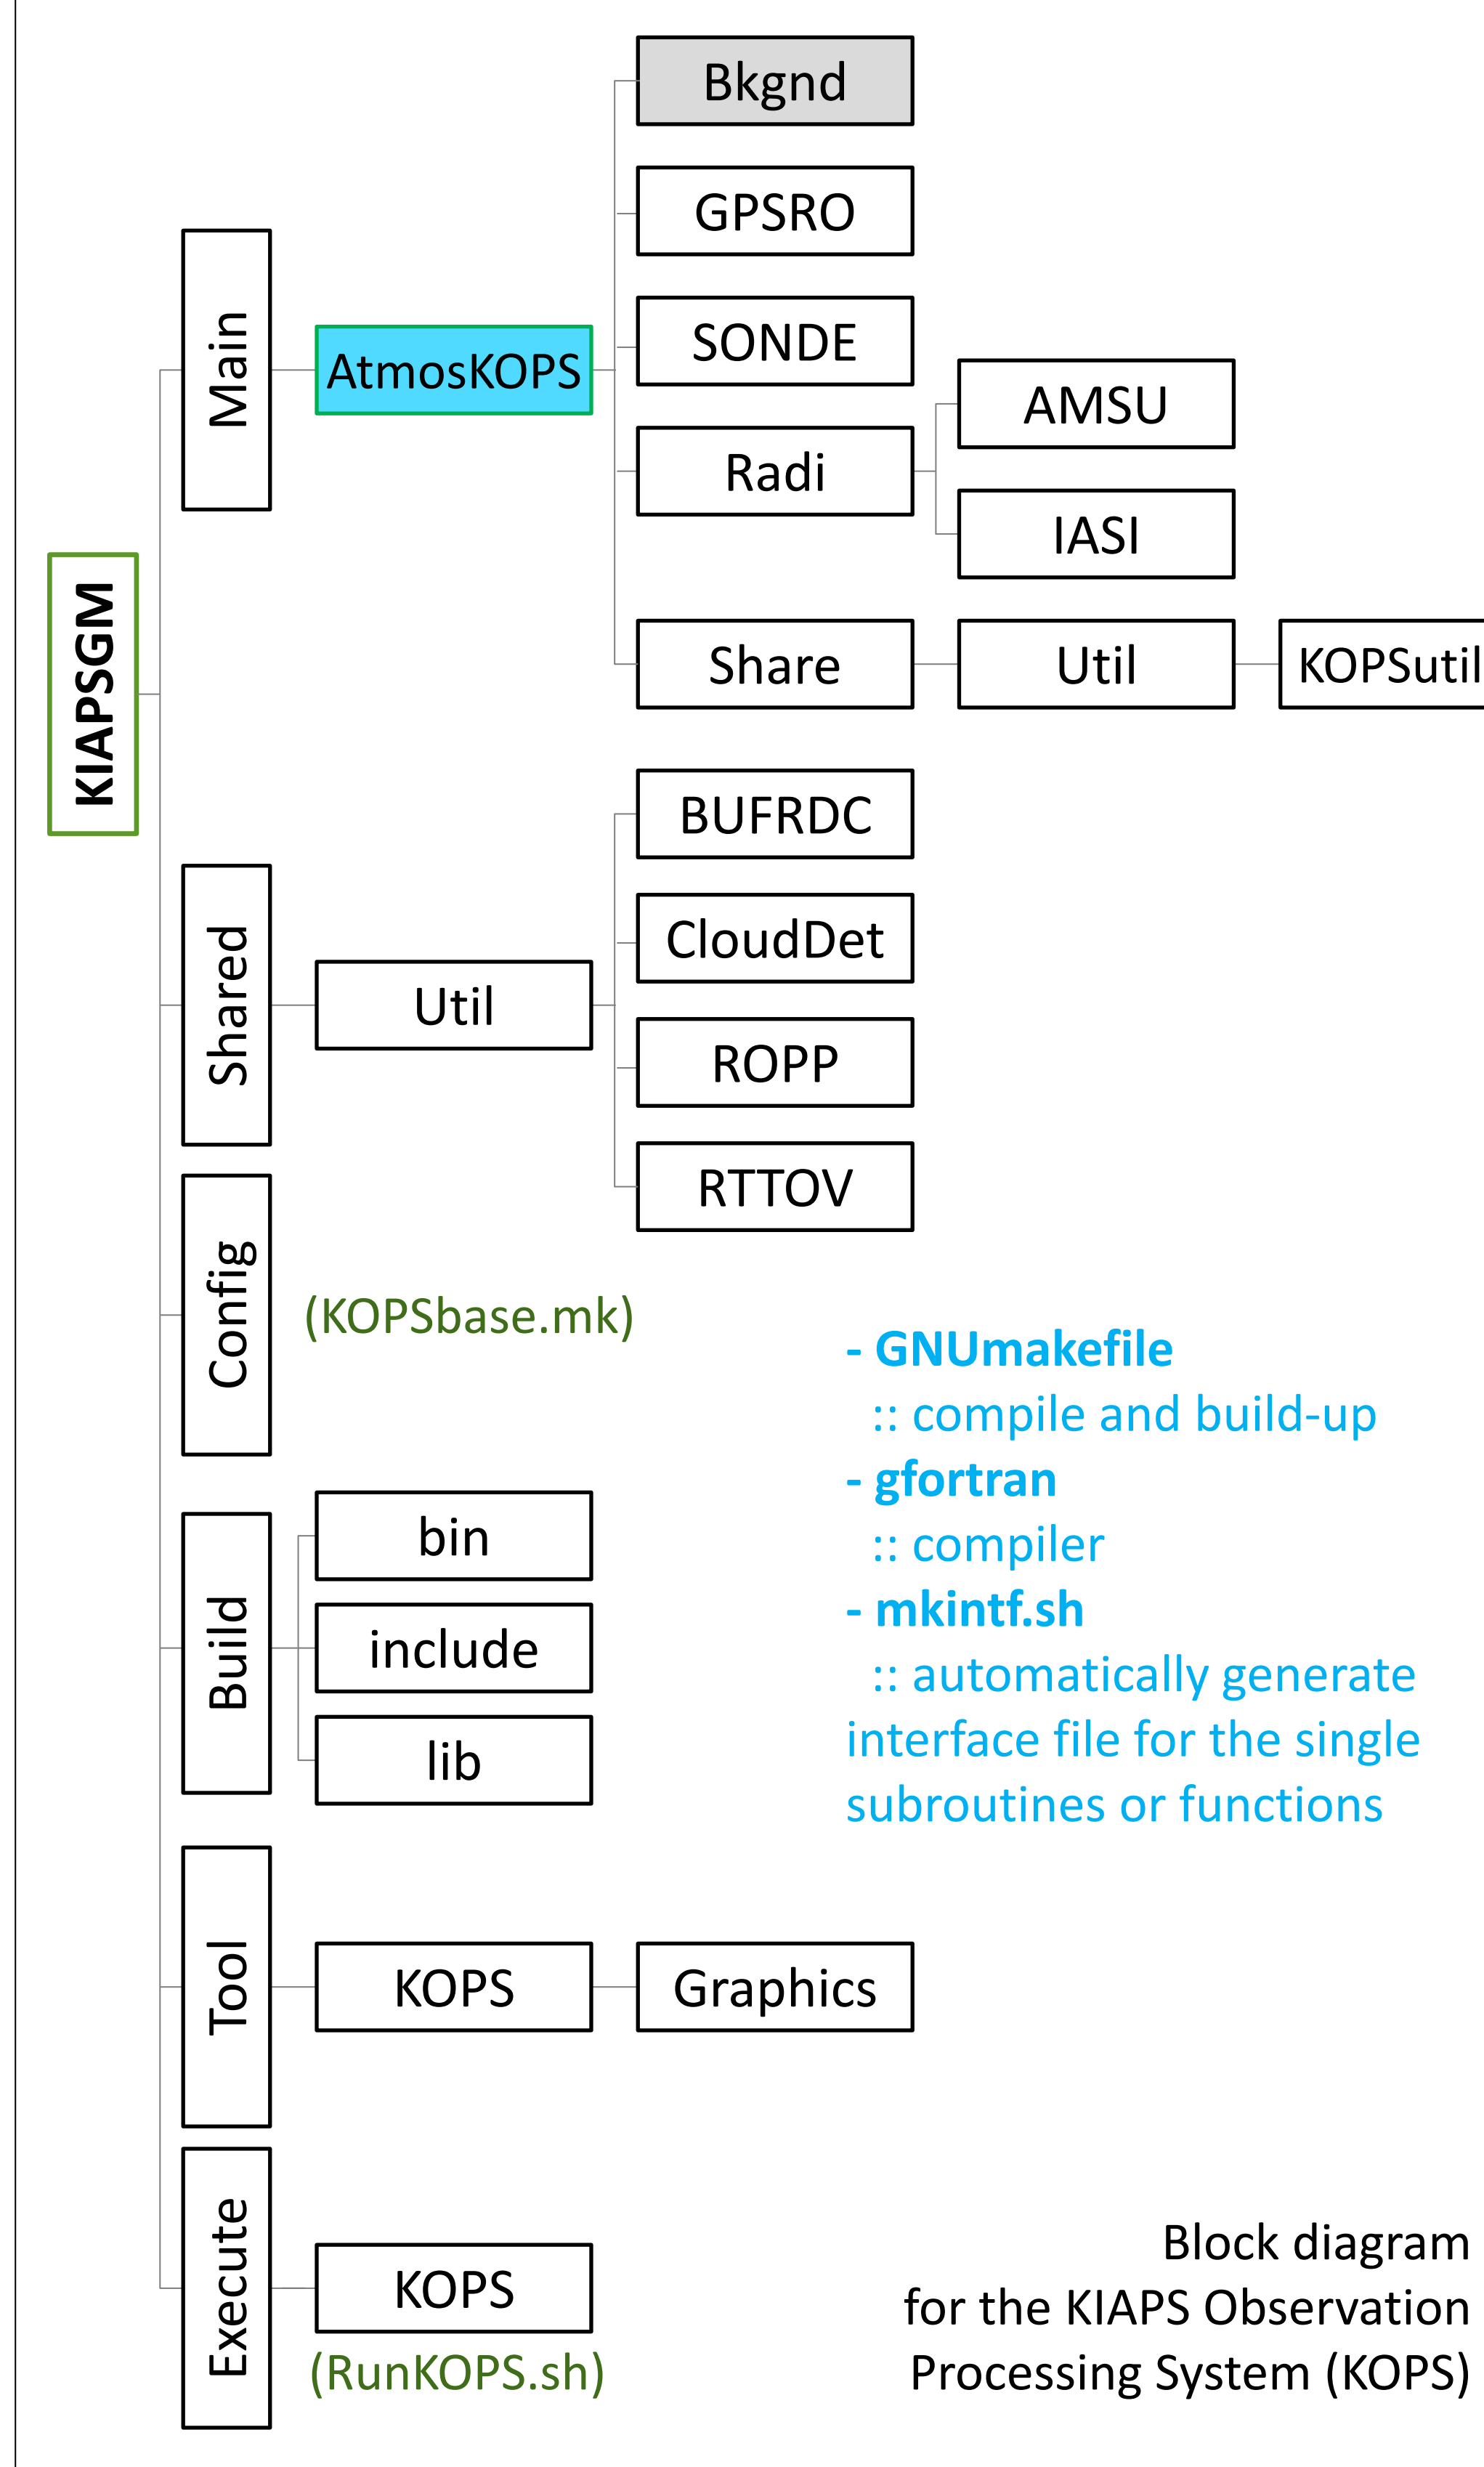 KIAPSGM
Main
AtmosKOPS
Bkgnd
GPSRO
SONDE
Radi
AMSU
IASI
Share
Util
KOPSutil
Shared
Util
BUFRDC
CloudDet
ROPP
RTTOV
Config
(KOPSbase.mk)
Build
bin
include
lib
- GNUmakefile
:: compile and build-up
- gfortran
:: compiler
- mkintf.sh
:: automatically generate
interface file for the single
subroutines or functions
Tool
KOPS
Graphics
Execute
KOPS
(RunKOPS.sh)
Block diagram
for the KIAPS Observation
Processing System (KOPS)